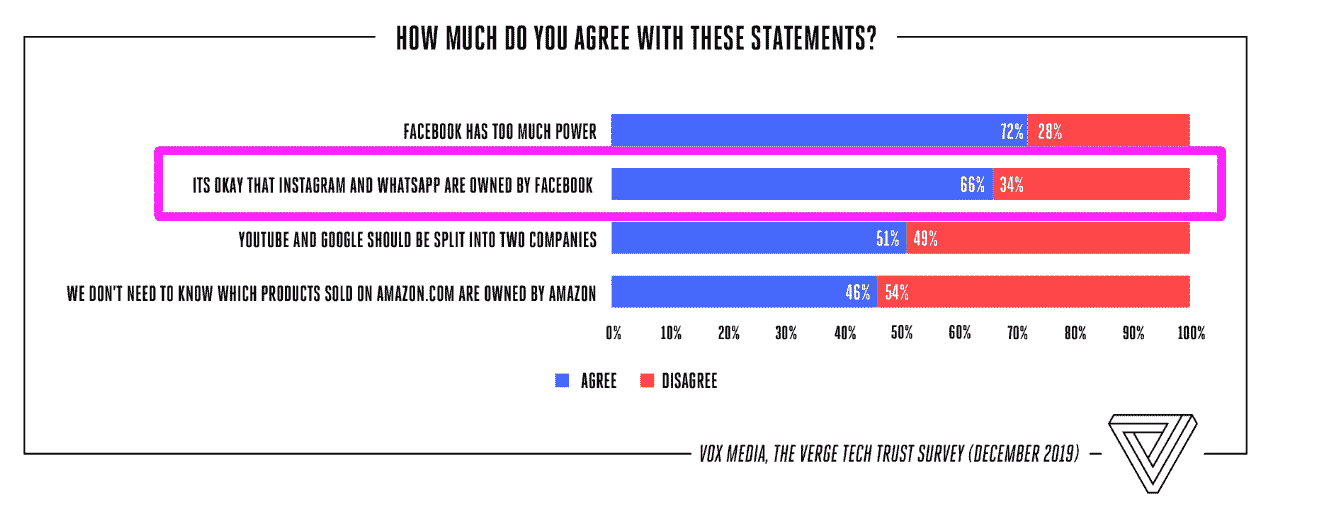 HOW MUCH DO YOU AGREE WITH THESE STATEMENTS?
FACEBOOK HAS TOO MUCH POWER 72% 28%
ITS OKAY THAT INSTAGRAM AND WHATSAPP ARE OWNED BY FACEBOOK 66% 34%
YOUTUBE AND GOOGLE SHOULD BE SPLIT INTO TWO COMPANIES 51% 49%
WE DON'T NEED TO KNOW WHICH PRODUCTS SOLD ON AMAZON.COM ARE OWNED BY AMAZON 46% 54%
0% 10% 20% 30% 40% 50% 60% 70% 80% 90% 100%
AGREE DISAGREE
VOX MEDIA, THE VERGE TECH TRUST SURVEY (DECEMBER 2019)